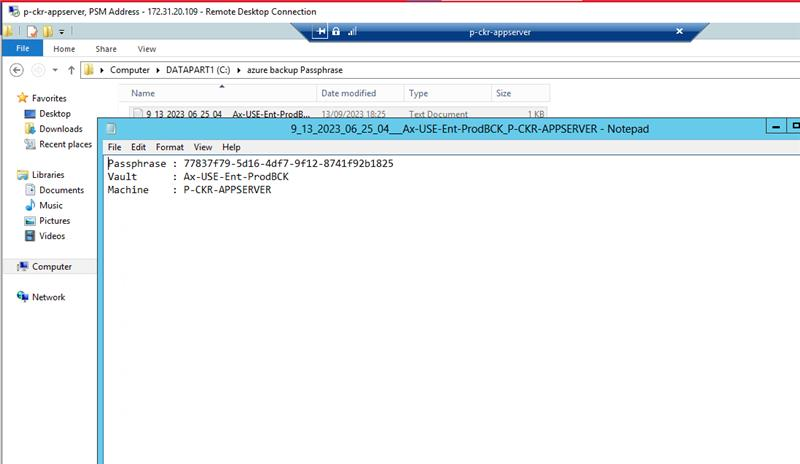 p-ckr-appserver, PSM Address - 172.31.20.109 - Remote Desktop Connection
p-ckr-appserver
File Home Share View
Computer DATAPART1 (C:) azure backup Passphrase
Favorites
Desktop
Downloads
Recent places
Libraries
Documents
Music
Pictures
Videos
Computer
Network
Name Date modified Type Size
9_13_2023_06_25_04___Ax-USE-Ent-ProdB... 13/09/2023 18:25 Text Document 1 KB
9_13_2023_06_25_04___Ax-USE-Ent-ProdBCK_P-CKR-APPSERVER - Notepad
File Edit Format View Help
Passphrase : 77837f79-5d16-4df7-9f12-8741f92b1825
Vault : Ax-USE-Ent-ProdBCK
Machine : P-CKR-APPSERVER